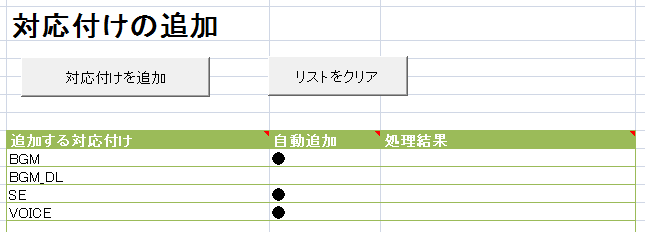 対応付けの追加
対応付けを追加 リストをクリア
追加する対応付け 自動追加 処理結果
BGM ●
BGM_DL
SE ●
VOICE ●